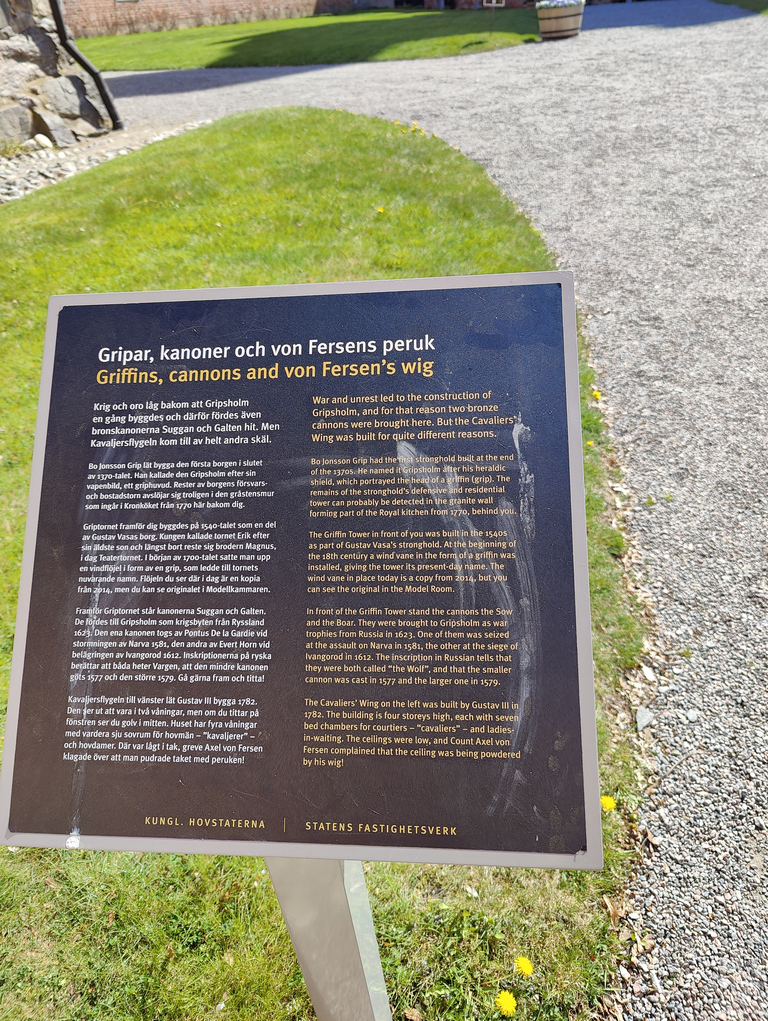 Gripar, kanoner och von Fersens peruk
Griffins, cannons and von Fersen's wig
Krig och oro låg bakom att Gripsholm
en gång byggdes och därför fördes även
bronskanonerna Suggan och Galten hit. Men
Kavaljersflygeln kom till av helt andra skäl.
Bo Jonsson Grip lät bygga den första borgen i slutet
av 1370-talet. Han kallade den Gripsholm efter sin
vapenbild, ett griphuvud. Rester av borgens försvars-
och bostadstorn avslöjar sig troligen i den gråstensmur
som ingår i Kronköket från 1770 här bakom dig.
Griptornet framför dig byggdes på 1540-talet som en del
av Gustav Vasas borg. Kungen kallade tornet Erik efter
sin äldste son och längst bort reste sig brodern Magnus,
i dag Teatertornet. I början av 1700-talet satte man upp
en vindflöjel i form av en grip, som ledde till tornets
nuvarande namn. Flöjeln du ser där i dag är en kopia
från 2014, men du kan se originalet i Modellkammaren.
Framför Griptornet står kanonerna Suggan och Galten.
De fördes till Gripsholm som krigsbyten från Ryssland
1623. Den ena kanonen togs av Pontus De la Gardie vid
stormningen av Narva 1581, den andra av Evert Horn vid
belägringen av Ivangorod 1612. Inskriptionerna på ryska
berättar att båda heter Vargen, att den mindre kanonen
göts 1577 och den större 1579. Gå gärna fram och titta!
Kavaljersflygeln till vänster lät Gustav III bygga 1782.
Den ser ut att vara i två våningar, men om du tittar på
fönstren ser du golv i mitten. Huset har fyra våningar
med vardera sju sovrum för hovmän – "kavaljerer" –
och hovdamer. Där var lågt i tak, greve Axel von Fersen
klagade över att man pudrade taket med peruken!
War and unrest led to the construction of
Gripsholm, and for that reason two bronze
cannons were brought here. But the Cavaliers'
Wing was built for quite different reasons.
Bo Jonsson Grip had the first stronghold built at the end
of the 1370s. He named it Gripsholm after his heraldic
shield, which portrayed the head of a griffin (grip). The
remains of the stronghold's defensive and residential
tower can probably be detected in the granite wall
forming part of the Royal kitchen from 1770, behind you.
The Griffin Tower in front of you was built in the 1540s
as part of Gustav Vasa's stronghold. At the beginning of
the 18th century a wind vane in the form of a griffin was
installed, giving the tower its present-day name. The
wind vane in place today is a copy from 2014, but you
can see the original in the Model Room.
In front of the Griffin Tower stand the cannons the Sow
and the Boar. They were brought to Gripsholm as war
trophies from Russia in 1623. One of them was seized
at the assault on Narva in 1581, the other at the siege of
Ivangorod in 1612. The inscription in Russian tells that
they were both called "the Wolf", and that the smaller
cannon was cast in 1577 and the larger one in 1579.
The Cavaliers' Wing on the left was built by Gustav III in
1782. The building is four storeys high, each with seven
bed chambers for courtiers – "cavaliers" – and ladies-
in-waiting. The ceilings were low, and Count Axel von
Fersen complained that the ceiling was being powdered
by his wig!
KUNGL. HOVSTATERNA | STATENS FASTIGHETSVERK